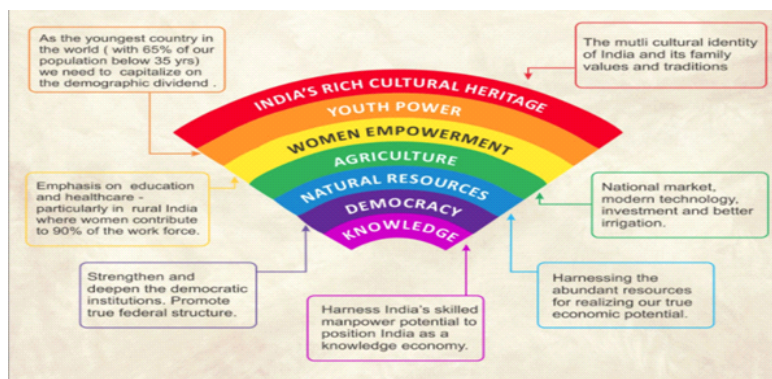 As the youngest country in
the world ( with 65% of our
population below 35 yrs)
we need to capitalize on
the demographic dividend .
The mutli cultural identity
of India and its family
values and traditions
INDIA'S RICH CULTURAL HERITAGE
YOUTH POWER
WOMEN EMPOWERMENT
AGRICULTURE
NATURAL RESOURCES
DEMOCRACY
KNOWLEDGE
Emphasis on education
and healthcare -
particularly in rural India
where women contribute
to 90% of the work force.
National market,
modern technology,
investment and better
irrigation.
Strengthen and
deepen the democratic
institutions. Promote
true federal structure.
Harness India's skilled
manpower potential to
position India as a
knowledge economy.
Harnessing the
abundant resources
for realizing our true
economic potential.